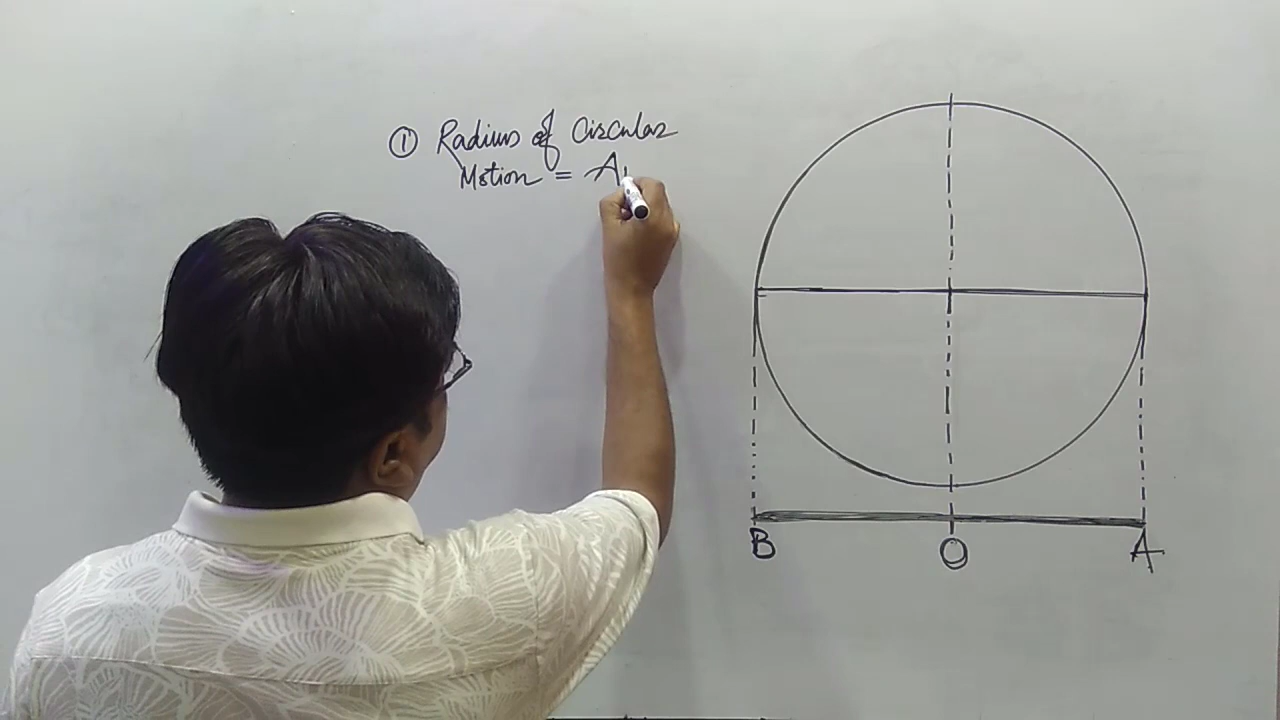 ① Radius of Circular
Motion = A
B O A